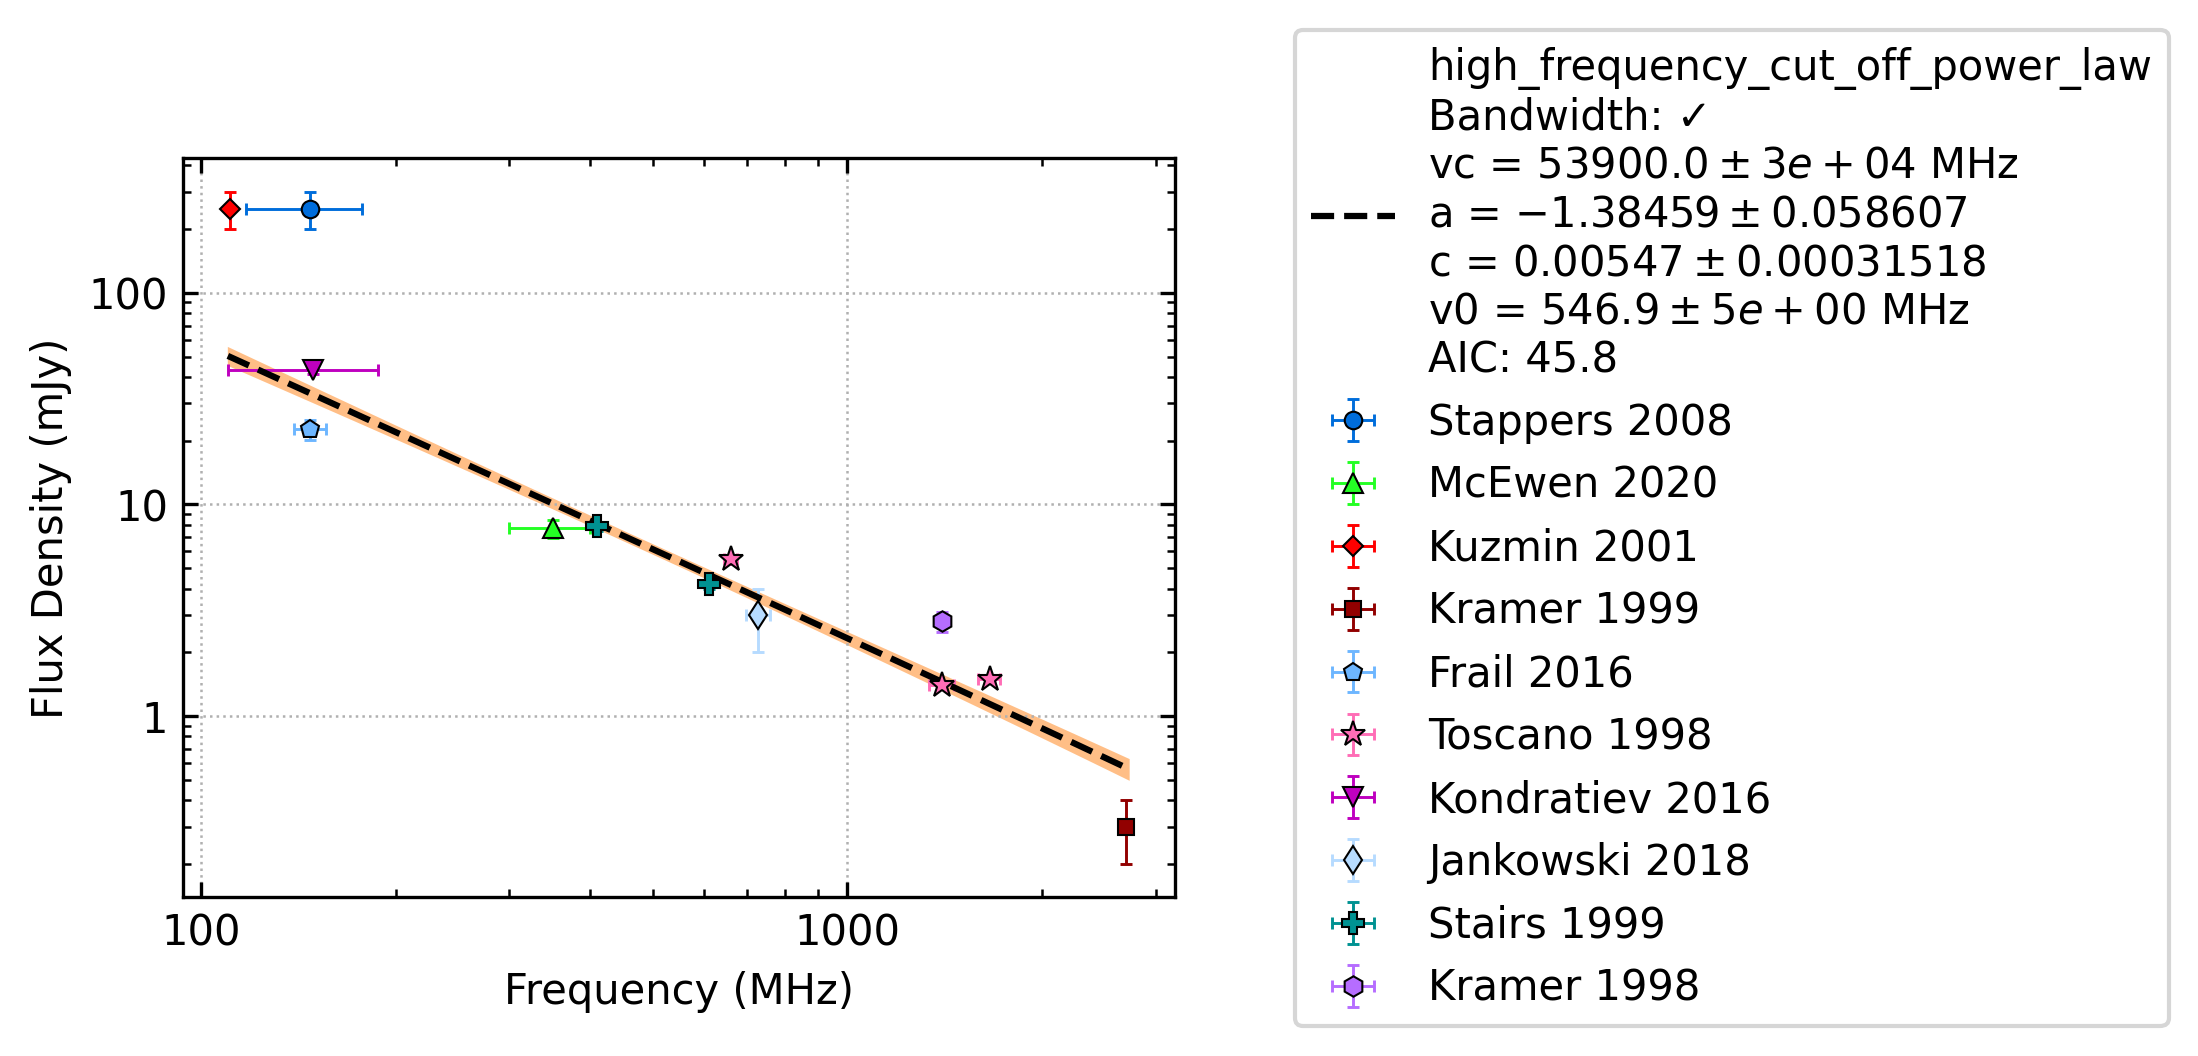 high_frequency_cut_off_power_law
Bandwidth: ✓
vc = 53900.0 ± 3e + 04 MHz
a = −1.38459 ± 0.058607
c = 0.00547 ± 0.00031518
v0 = 546.9 ± 5e + 00 MHz
AIC: 45.8
Stappers 2008
McEwen 2020
Kuzmin 2001
Kramer 1999
Frail 2016
Toscano 1998
Kondratiev 2016
Jankowski 2018
Stairs 1999
Kramer 1998
Flux Density (mJy)
100
10
1
100
1000
Frequency (MHz)